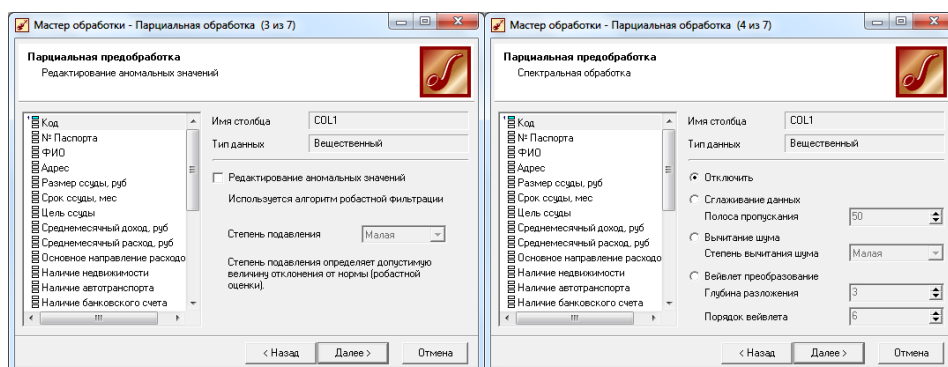 Мастер обработки - Парциальная обработка (3 из 7)
Парциальная предобработка
Редактирование аномальных значений
Код
№ Паспорта
ФИО
Адрес
Размер ссуды, руб
Срок ссуды, мес
Цель ссуды
Среднемесячный доход, руб
Среднемесячный расход, руб
Основное направление расходо
Наличие недвижимости
Наличие автотранспорта
Наличие банковского счета
Имя столбца COL1
Тип данных Вещественный
Редактирование аномальных значений
Используется алгоритм робастной фильтрации
Степень подавления Малая
Степень подавления определяет допустимую
величину отклонения от нормы (робастной
оценки).
< Назад Далее > Отмена
Мастер обработки - Парциальная обработка (4 из 7)
Парциальная предобработка
Спектральная обработка
Код
№ Паспорта
ФИО
Адрес
Размер ссуды, руб
Срок ссуды, мес
Цель ссуды
Среднемесячный доход, руб
Среднемесячный расход, руб
Основное направление расходо
Наличие недвижимости
Наличие автотранспорта
Наличие банковского счета
Имя столбца COL1
Тип данных Вещественный
Отключить
Сглаживание данных
Полоса пропускания 50
Вычитание шума
Степень вычитания шума Малая
Вейвлет преобразование
Глубина разложения 3
Порядок вейвлета 6
< Назад Далее > Отмена